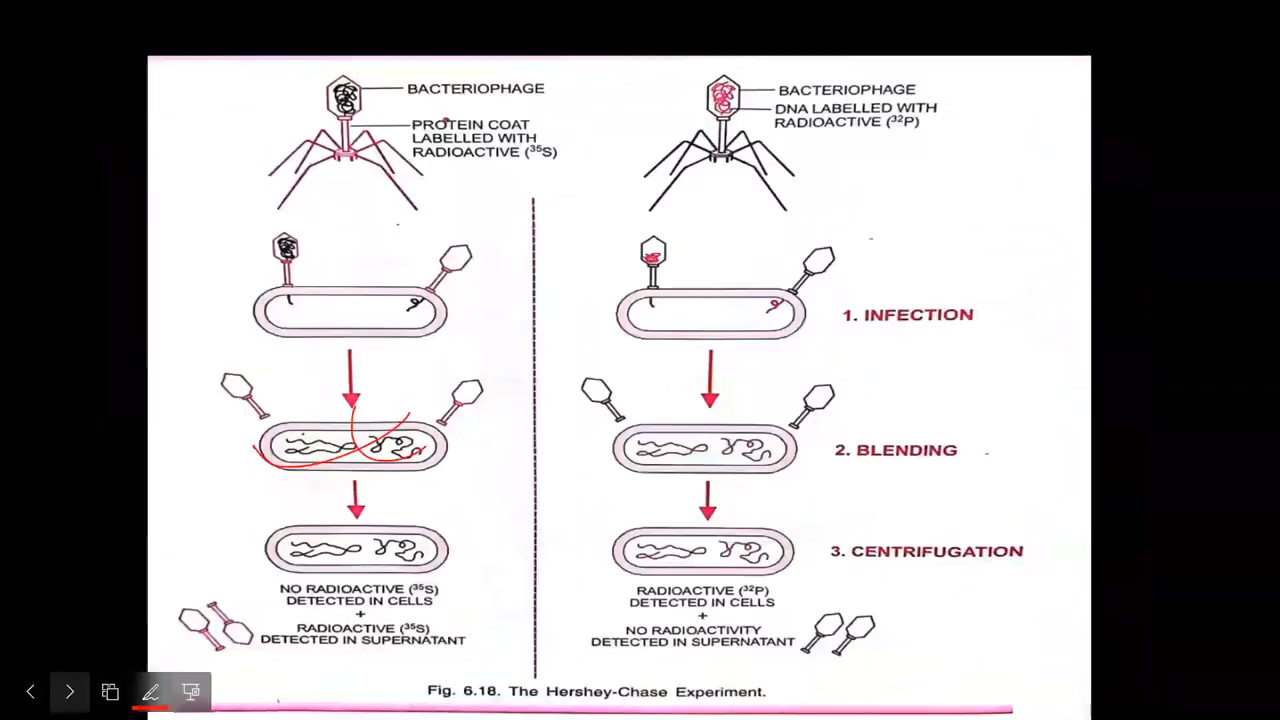 BACTERIOPHAGE
PROTEIN COAT
LABELLED WITH
RADIOACTIVE (³⁵S)
BACTERIOPHAGE
DNA LABELLED WITH
RADIOACTIVE (³²P)
1. INFECTION
2. BLENDING
3. CENTRIFUGATION
NO RADIOACTIVE (³⁵S)
DETECTED IN CELLS
+
RADIOACTIVE (³⁵S)
DETECTED IN SUPERNATANT
RADIOACTIVE (³²P)
DETECTED IN CELLS
+
NO RADIOACTIVITY
DETECTED IN SUPERNATANT
Fig. 6.18. The Hershey-Chase Experiment.